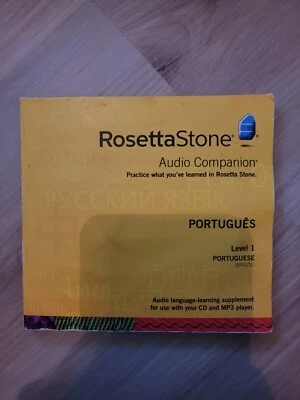 RosettaStone®
Audio Companion®
Practice what you've learned in Rosetta Stone.
РУССКИЙ ЯЗЫК
PORTUGUÊS
Level 1
PORTUGUESE
(BRAZIL)
Audio language-learning supplement
for use with your CD and MP3 player.